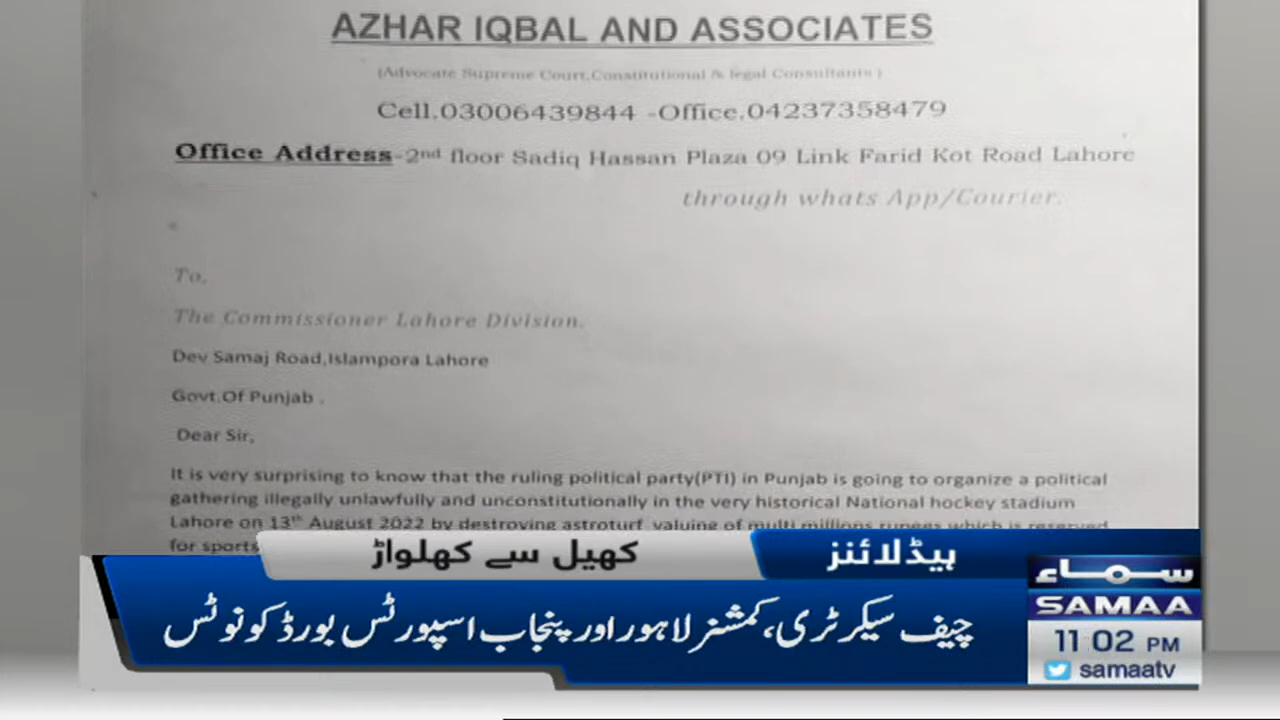 AZHAR IQBAL AND ASSOCIATES
(Advocate Supreme Court,Constitutional & legal Consultants )
Cell.03006439844 -Office.04237358479
Office Address-2nd floor Sadiq Hassan Plaza 09 Link Farid Kot Road Lahore
through whats App/Courier.
To,
The Commissioner Lahore Division.
Dev Samaj Road,Islampora Lahore
Govt.Of Punjab .
Dear Sir,
It is very surprising to know that the ruling political party(PTI) in Punjab is going to organize a political
gathering illegally unlawfully and unconstitutionally in the very historical National hockey stadium
Lahore on 13th August 2022 by destroying astroturf valuing of multi millions rupees which is reserved
for sports
ہیڈلائنز
کھیل سے کھلواڑ
چیف سیکرٹری، کمشنر لاہور اور پنجاب اسپورٹس بورڈ کو نوٹس
سماء
SAMAA
11 02 PM
samaatv